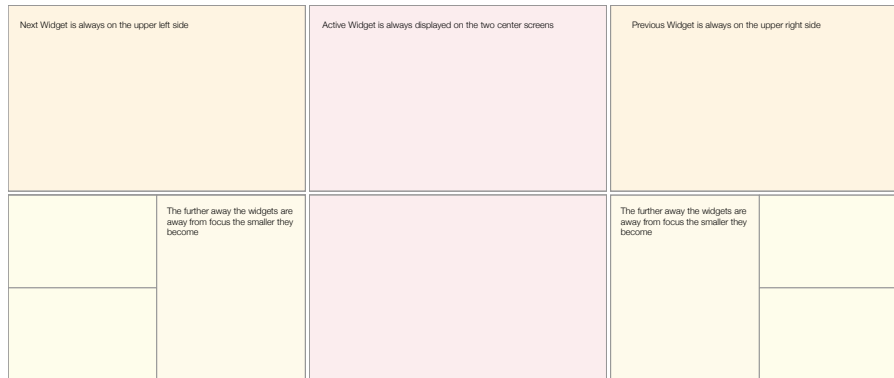 Next Widget is always on the upper left side
Active Widget is always displayed on the two center screens
Previous Widget is always on the upper right side
The further away the widgets are
away from focus the smaller they
become
The further away the widgets are
away from focus the smaller they
become